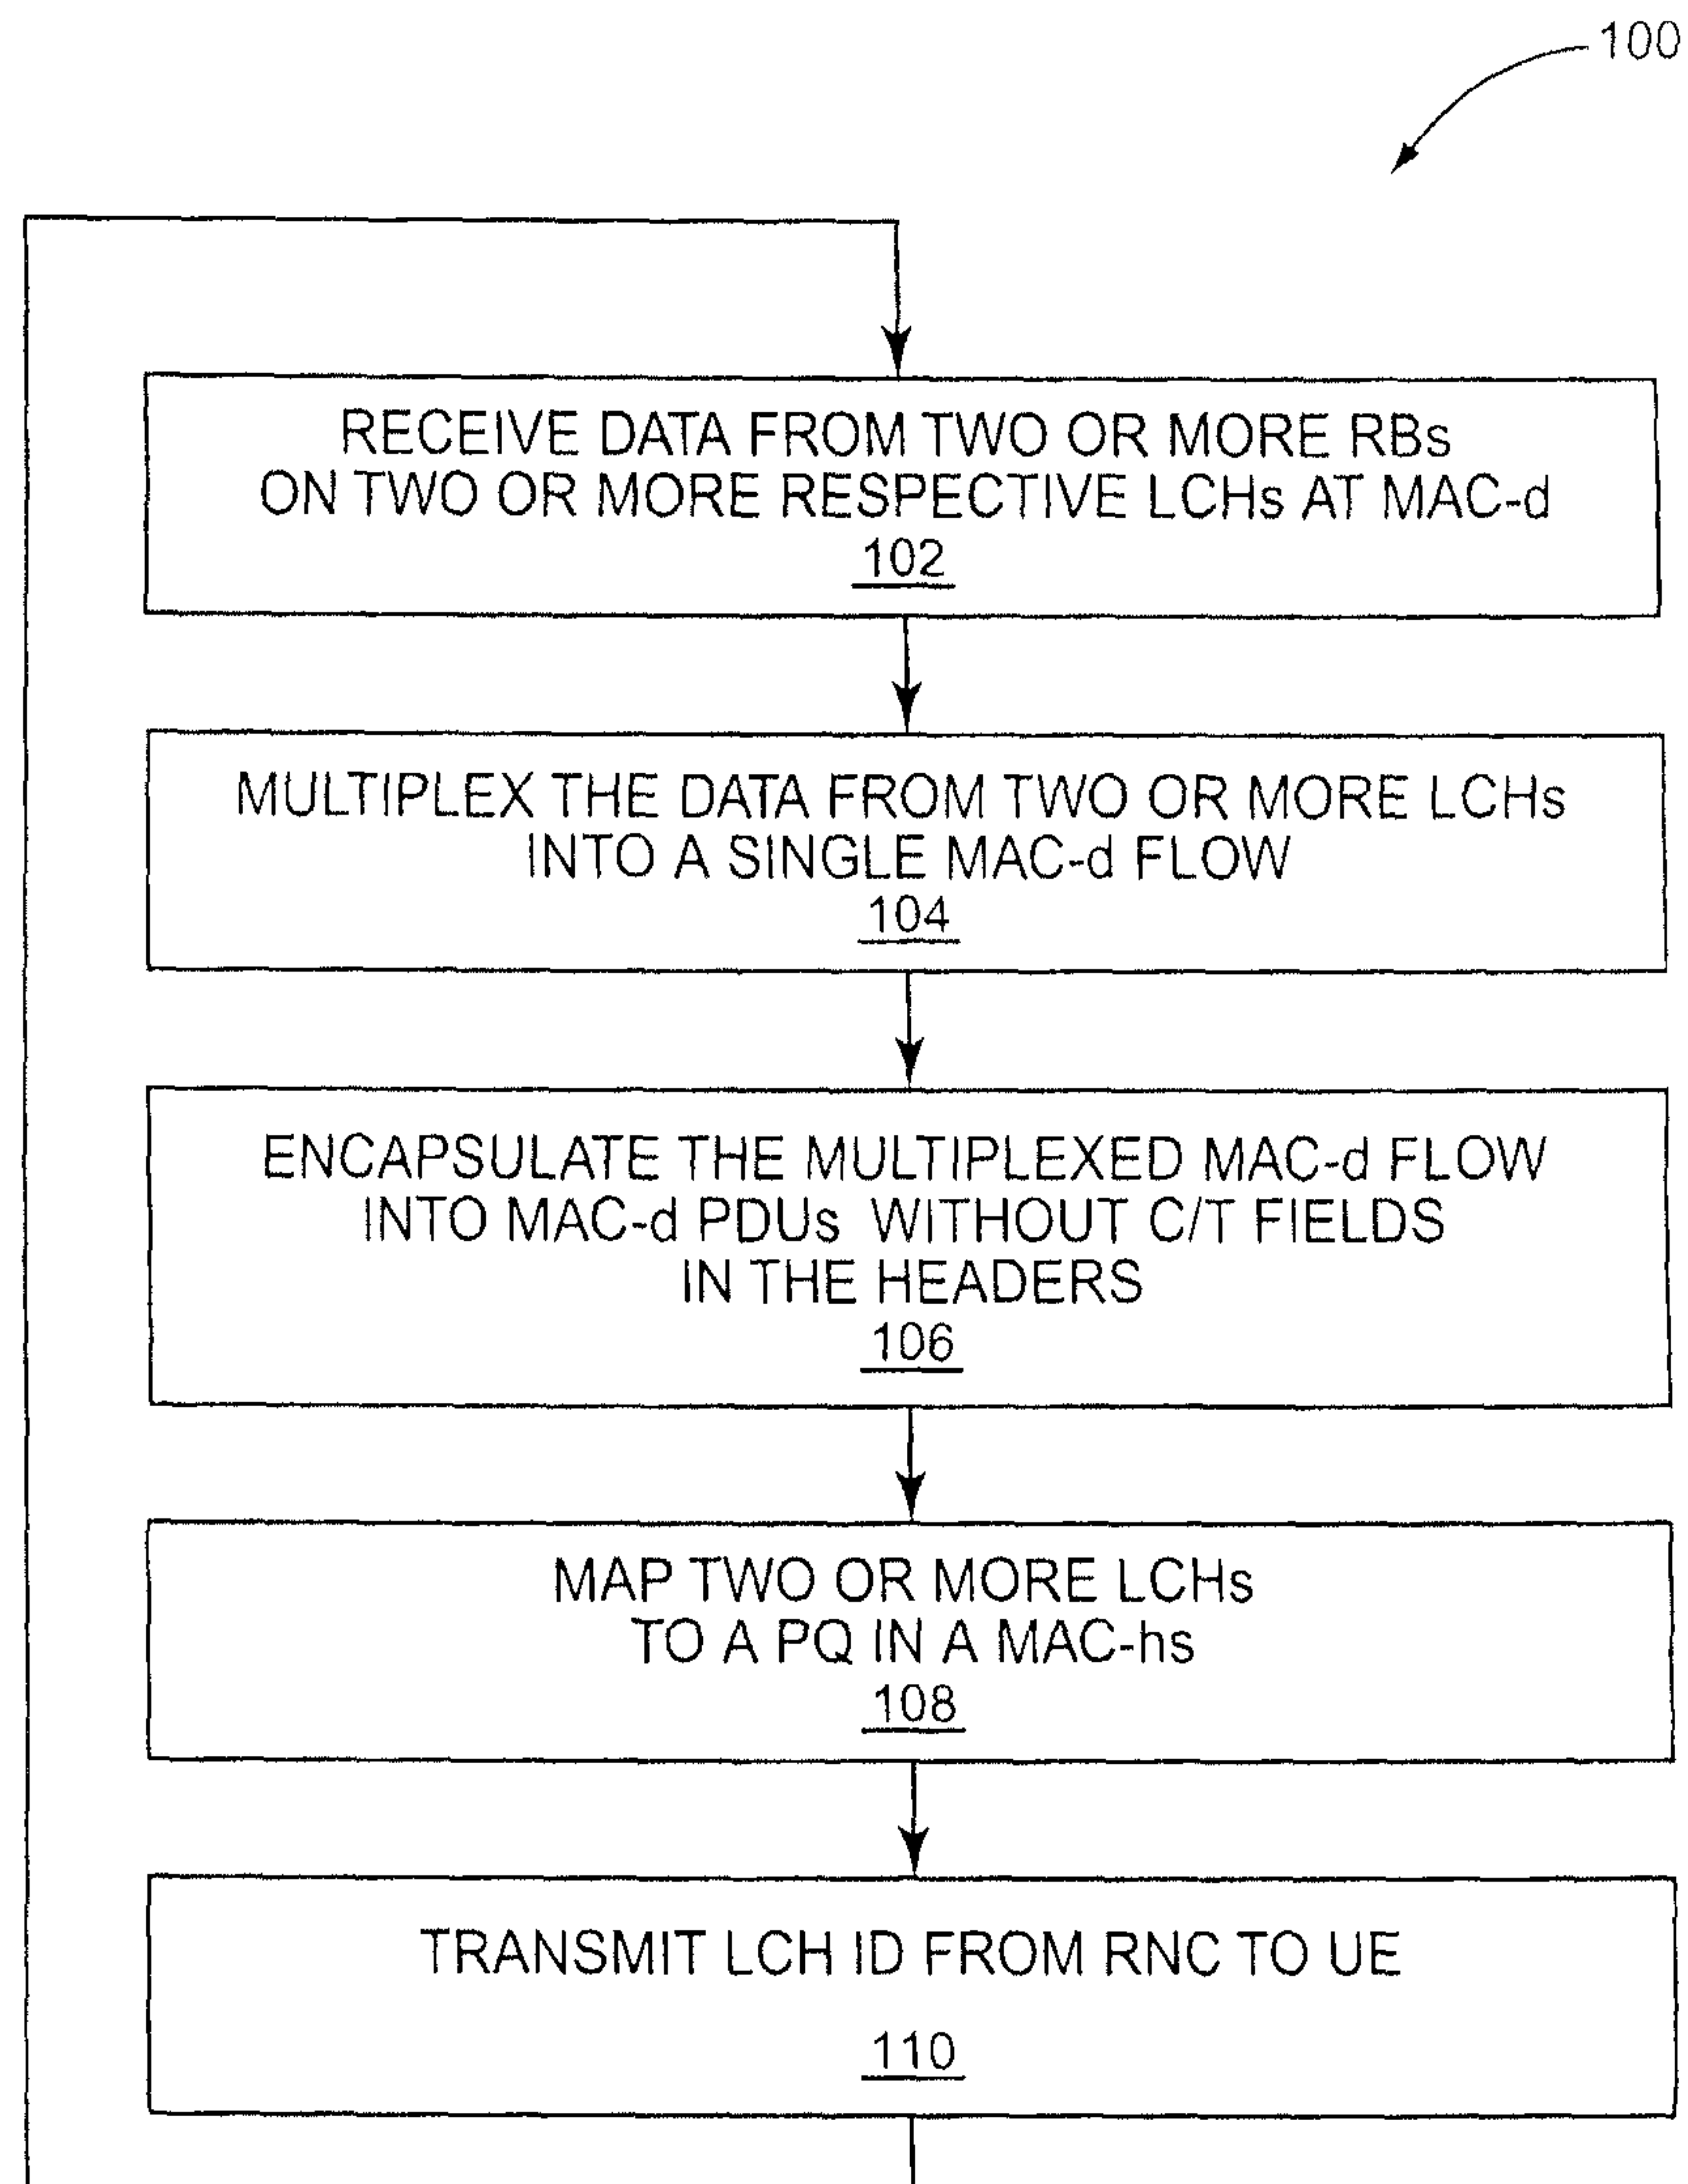 100
RECEIVE DATA FROM TWO OR MORE RBs
ON TWO OR MORE RESPECTIVE LCHs AT MAC-d
102
MULTIPLEX THE DATA FROM TWO OR MORE LCHs
INTO A SINGLE MAC-d FLOW
104
ENCAPSULATE THE MULTIPLEXED MAC-d FLOW
INTO MAC-d PDUs WITHOUT C/T FIELDS
IN THE HEADERS
106
MAP TWO OR MORE LCHs
TO A PQ IN A MAC-hs
108
TRANSMIT LCH ID FROM RNC TO UE
110